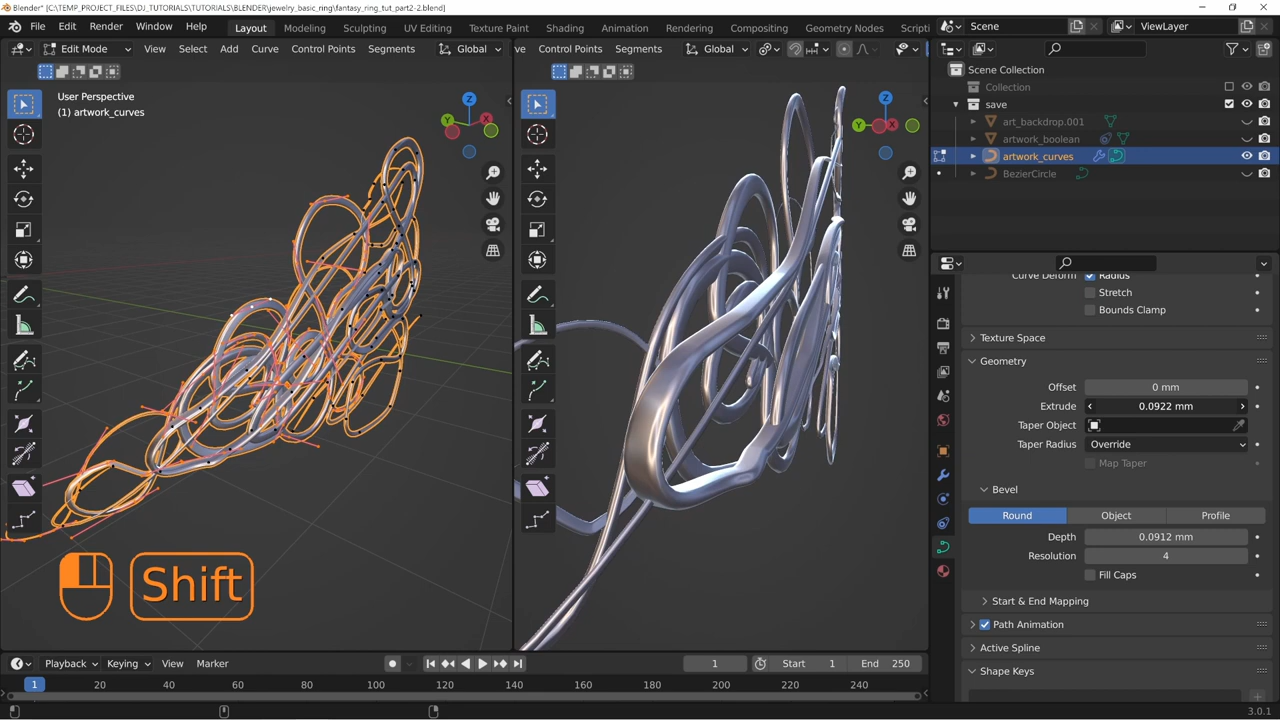 Blender* [C:\TEMP_PROJECT_FILES\DJ_TUTORIALS\TUTORIALS\BLENDER\jewelry_basic_ring\fantasy_ring_tut_part2-2.blend]
File Edit Render Window Help Layout Modeling Sculpting UV Editing Texture Paint Shading Animation Rendering Compositing Geometry Nodes Scripti Scene ViewLayer
Edit Mode View Select Add Curve Control Points Segments Global
ve Control Points Segments Global
User Perspective
(1) artwork_curves
Z
Y
X
Z
Y
X
Shift
Scene Collection
Collection
save
art_backdrop.001
artwork_boolean
artwork_curves
BezierCircle
Curve Deform Radius
Stretch
Bounds Clamp
Texture Space
Geometry
Offset 0 mm
Extrude 0.0922 mm
Taper Object
Taper Radius Override
Map Taper
Bevel
Round Object Profile
Depth 0.0912 mm
Resolution 4
Fill Caps
Start & End Mapping
Path Animation
Active Spline
Shape Keys
Playback Keying View Marker 1 Start 1 End 250
1 20 40 60 80 100 120 140 160 180 200 220 240
3.0.1